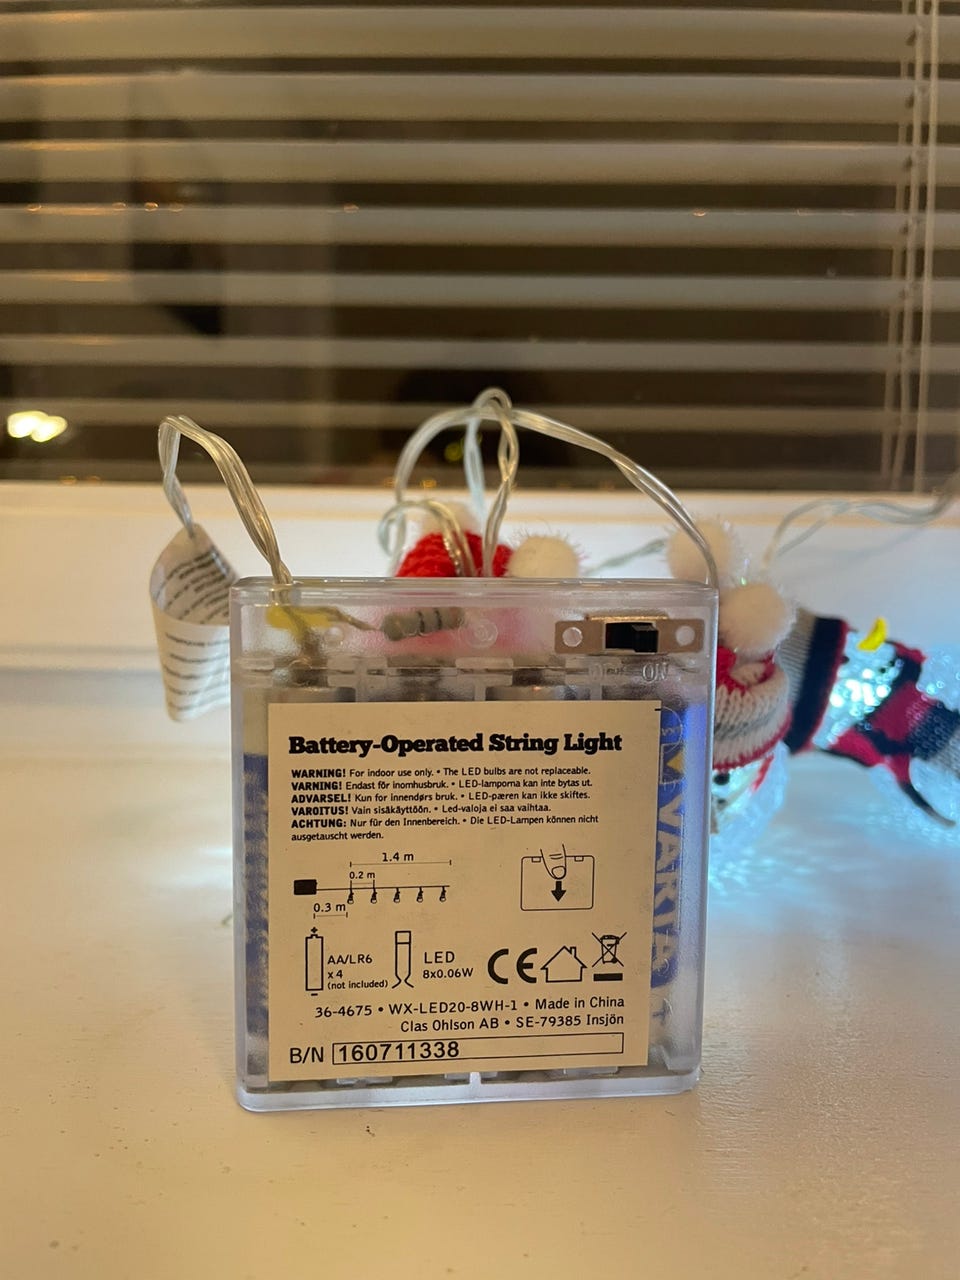 OFF ON
Battery-Operated String Light
WARNING! For indoor use only. • The LED bulbs are not replaceable.
VARNING! Endast för inomhusbruk. • LED-lamporna kan inte bytas ut.
ADVARSEL! Kun for innendørs bruk. • LED-pæren kan ikke skiftes.
VAROITUS! Vain sisäkäyttöön. • Led-valoja ei saa vaihtaa.
ACHTUNG: Nur für den Innenbereich. • Die LED-Lampen können nicht
ausgetauscht werden.
1.4 m
0.2 m
0.3 m
AA/LR6
x 4
(not included)
LED
8x0.06W
CE
36-4675 • WX-LED20-8WH-1 • Made in China
Clas Ohlson AB • SE-79385 Insjön
B/N 160711338
VARTA